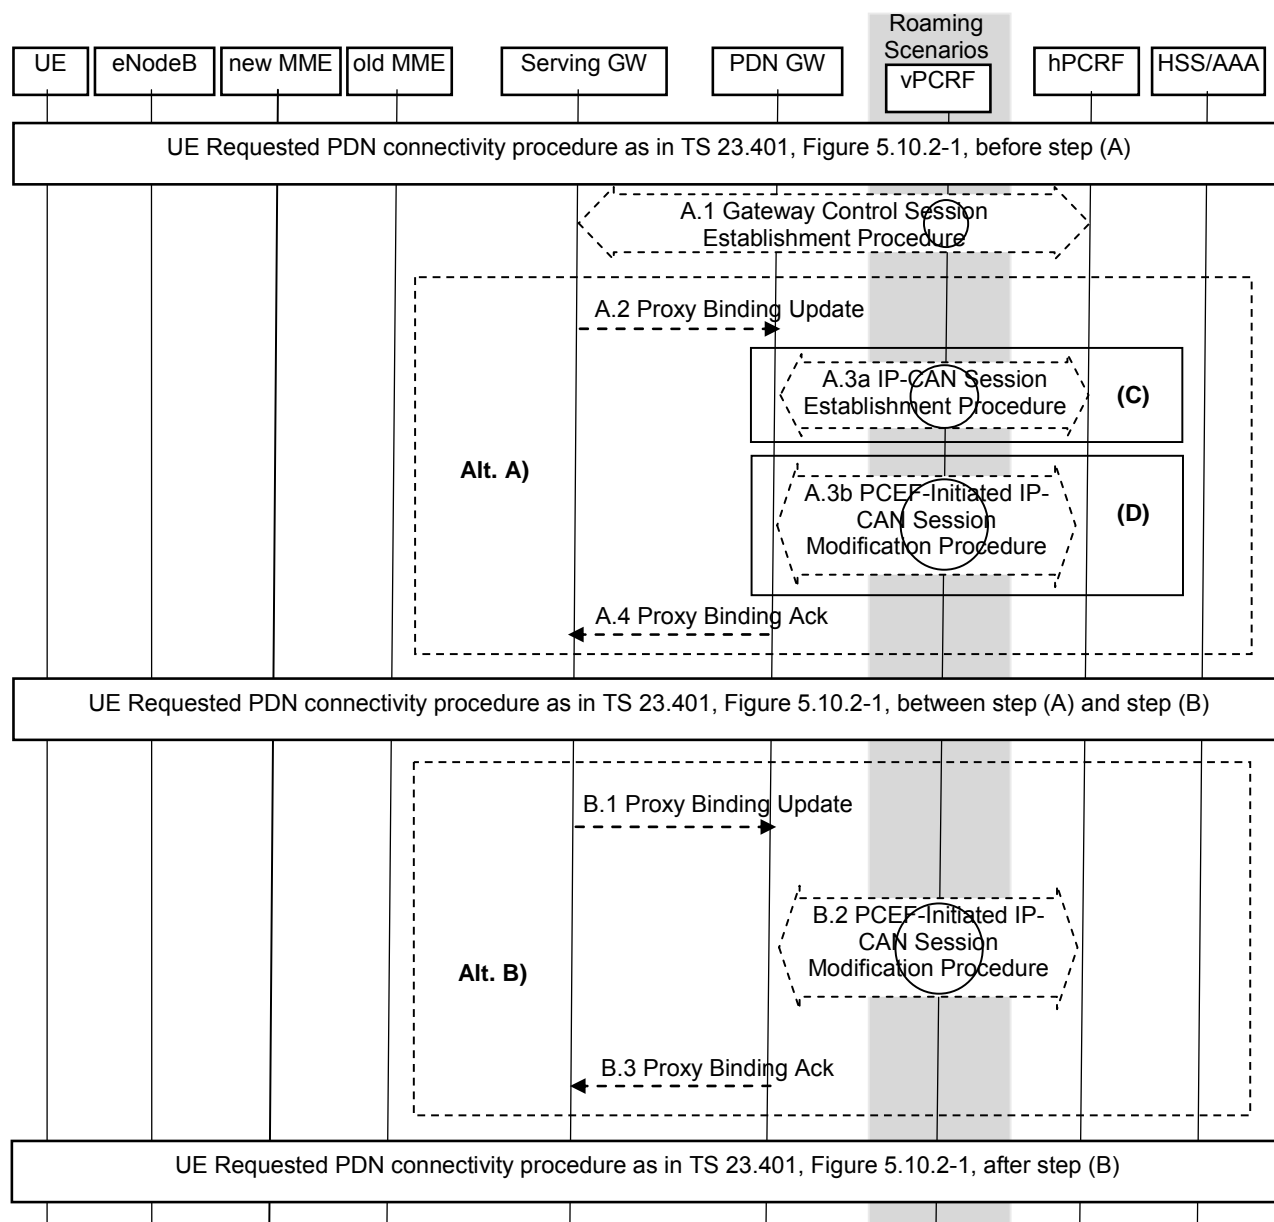 Roaming
Scenarios
UE
eNodeB
new MME
old MME
Serving GW
PDN GW
vPCRF
hPCRF
HSS/AAA
UE Requested PDN connectivity procedure as in TS 23.401, Figure 5.10.2-1, before step (A)
A.1 Gateway Control Session
Establishment Procedure
A.2 Proxy Binding Update
A.3a IP-CAN Session
Establishment Procedure
(C)
Alt. A)
A.3b PCEF-Initiated IP-
CAN Session
Modification Procedure
(D)
A.4 Proxy Binding Ack
UE Requested PDN connectivity procedure as in TS 23.401, Figure 5.10.2-1, between step (A) and step (B)
B.1 Proxy Binding Update
B.2 PCEF-Initiated IP-
CAN Session
Modification Procedure
Alt. B)
B.3 Proxy Binding Ack
UE Requested PDN connectivity procedure as in TS 23.401, Figure 5.10.2-1, after step (B)